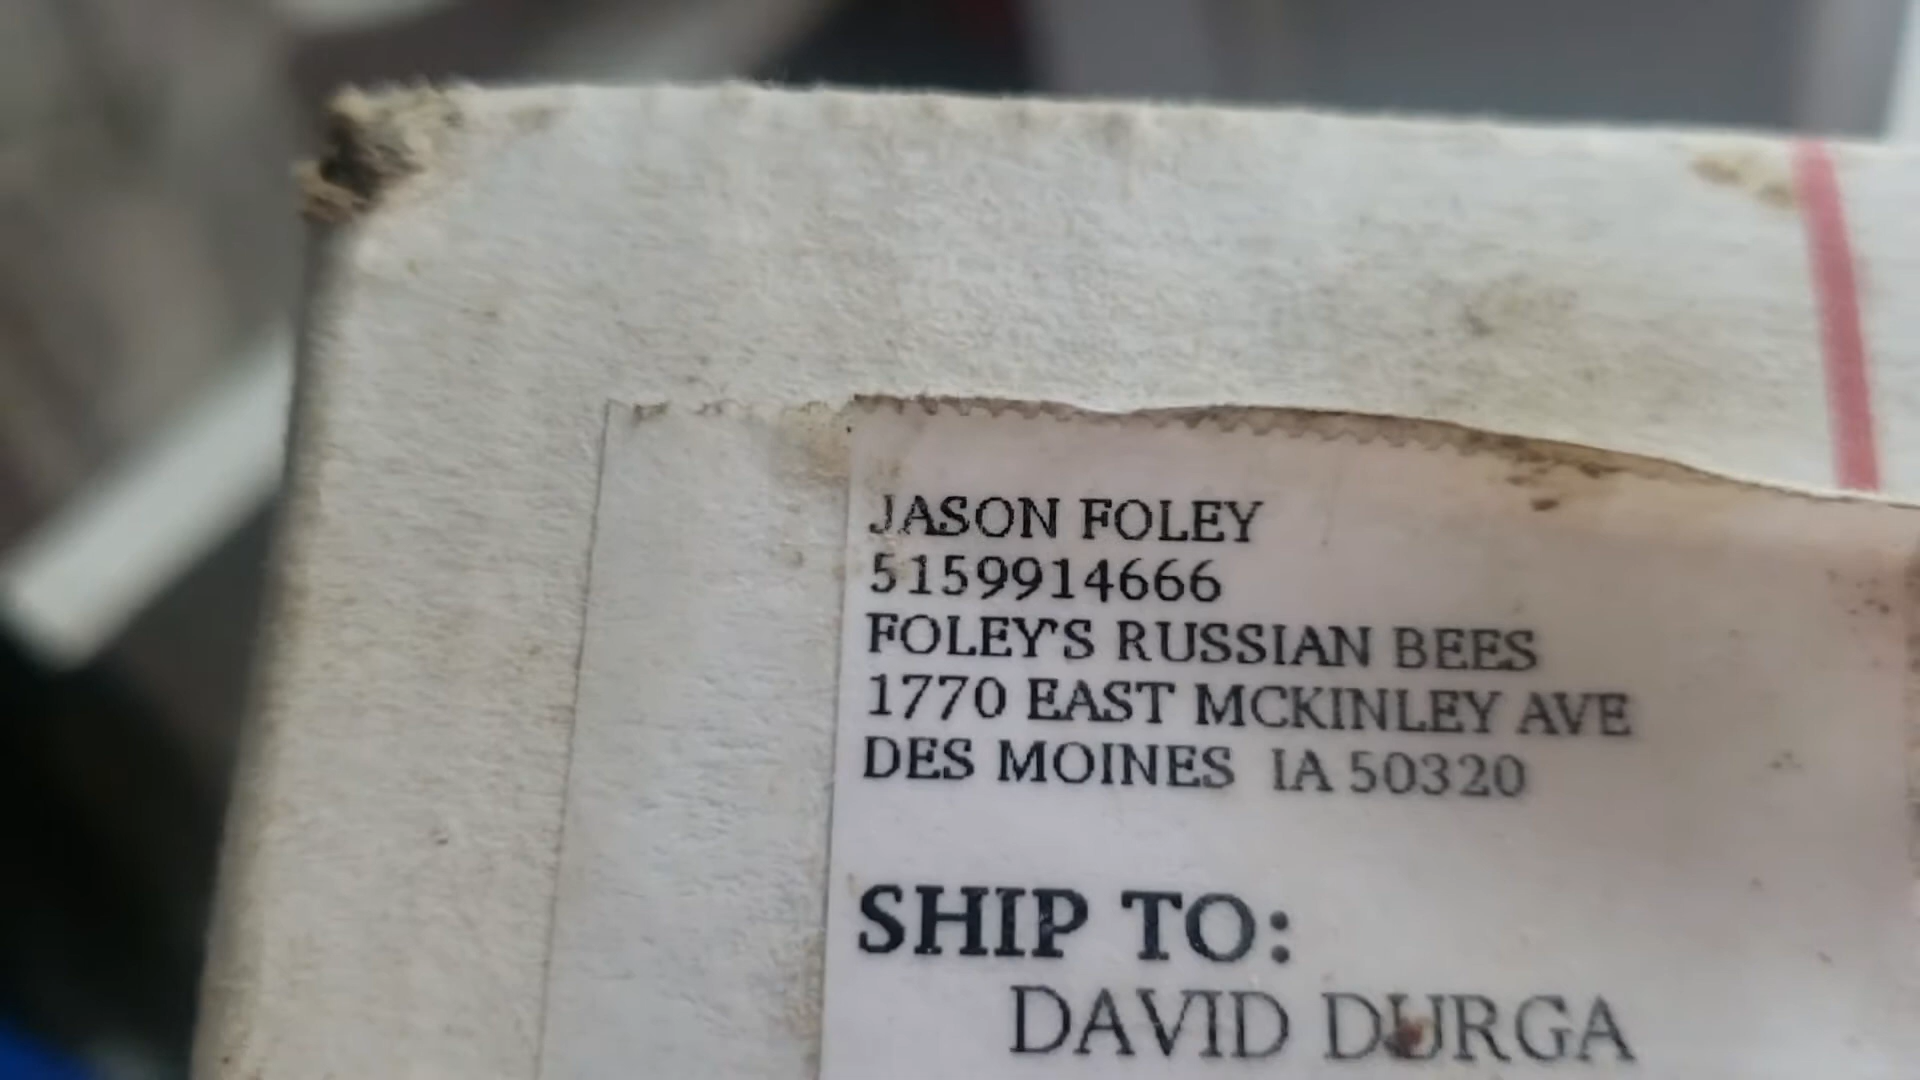 JASON FOLEY
5159914666
FOLEY'S RUSSIAN BEES
1770 EAST MCKINLEY AVE
DES MOINES IA 50320
SHIP TO:
DAVID DURGA